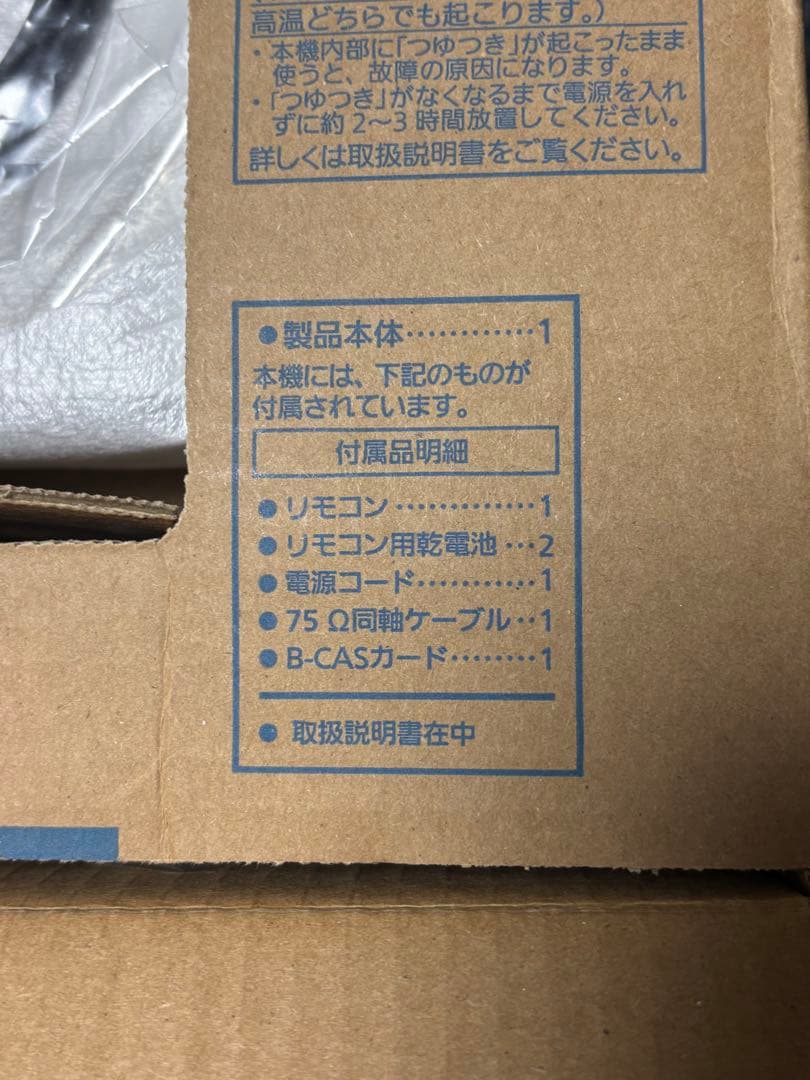 高温どちらでも起こります。)
・本機内部に「つゆつき」が起こったまま
使うと、故障の原因になります。
・「つゆつき」がなくなるまで電源を入れ
ずに約2〜3時間放置してください。
詳しくは取扱説明書をご覧ください。
●製品本体・・・・・・・・・・・・1
本機には、下記のものが
付属されています。
付属品明細
●リモコン・・・・・・・・・・・・・1
●リモコン用乾電池・・・2
●電源コード・・・・・・・・・・・1
●75Ω同軸ケーブル・・1
●B-CASカード・・・・・・・・1
●取扱説明書在中